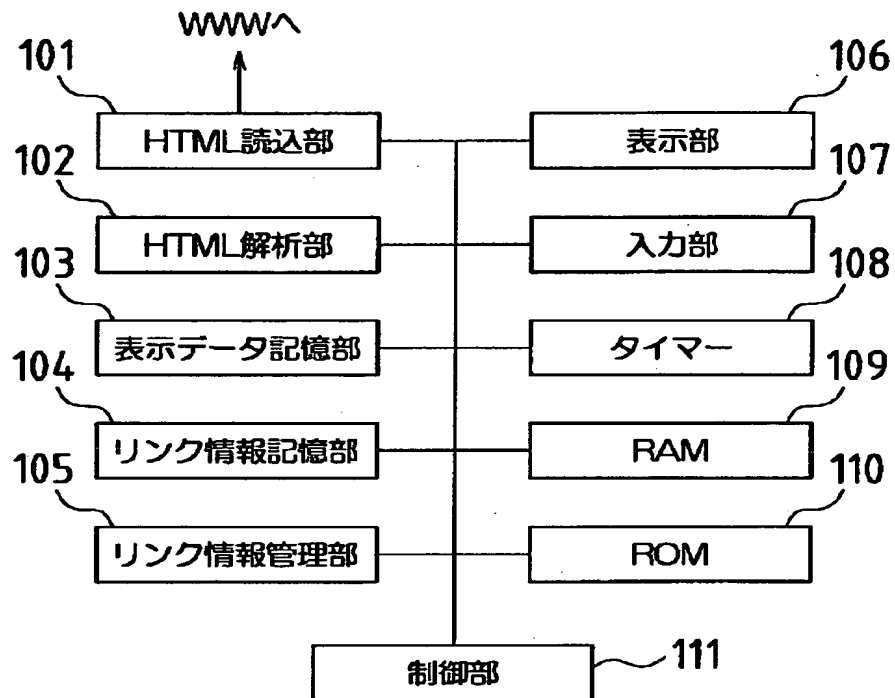 WWWへ
101
HTML読込部
106
表示部
102
HTML解析部
107
入力部
103
表示データ記憶部
108
タイマー
104
リンク情報記憶部
109
RAM
105
リンク情報管理部
110
ROM
制御部
111